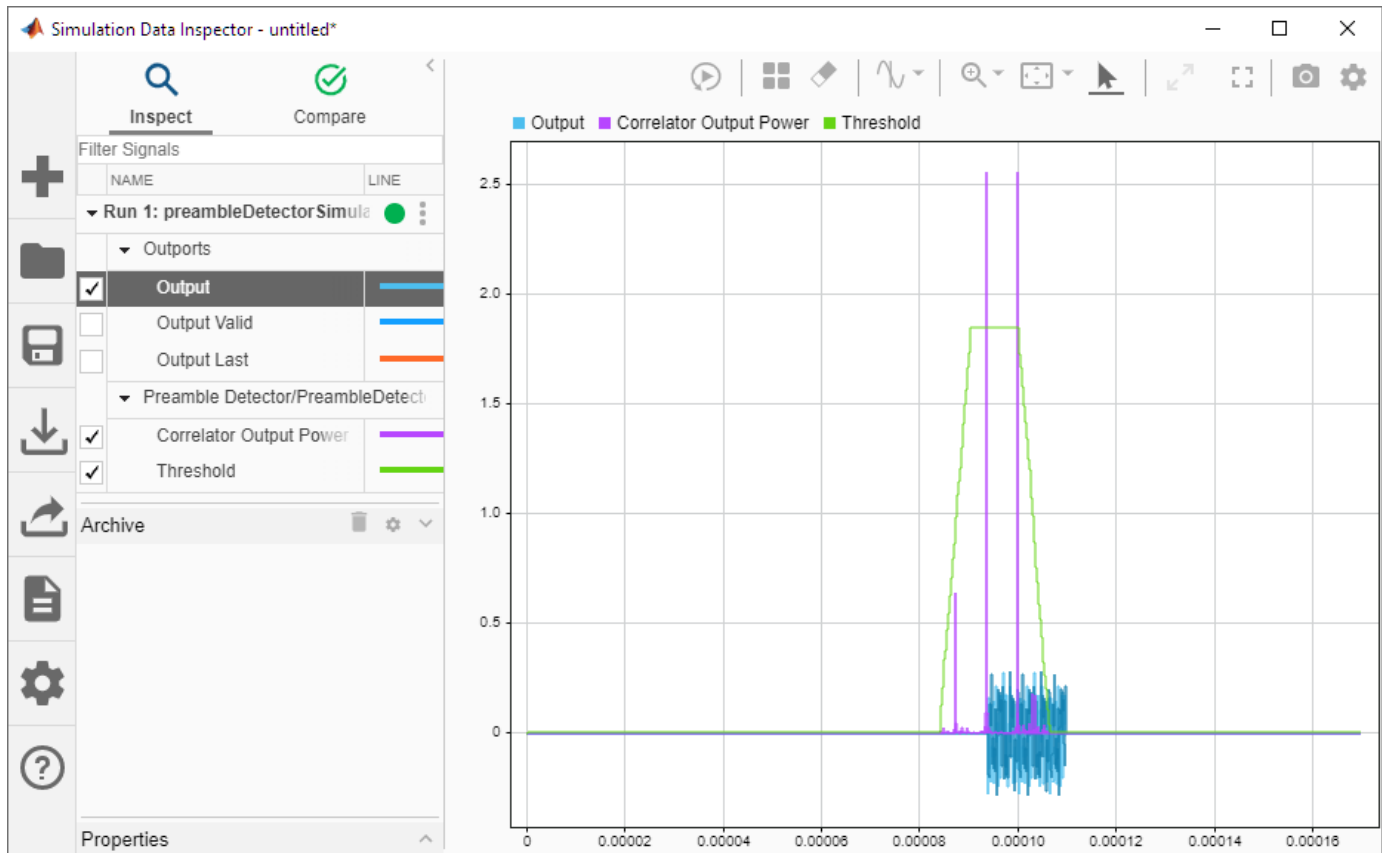 Simulation Data Inspector - untitled*
Inspect Compare
Filter Signals
NAME LINE
Run 1: preambleDetectorSimula
Outports
Output
Output Valid
Output Last
Preamble Detector/PreambleDetect
Correlator Output Power
Threshold
Archive
Properties
Output Correlator Output Power Threshold
2.5
2.0
1.5
1.0
0.5
0
0 0.00002 0.00004 0.00006 0.00008 0.00010 0.00012 0.00014 0.00016